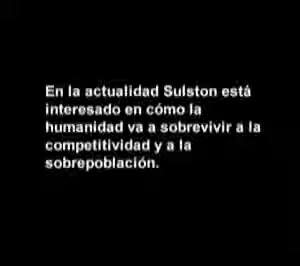 En la actualidad Sulston está
interesado en cómo la
humanidad va a sobrevivir a la
competitividad y a la
sobrepoblación.